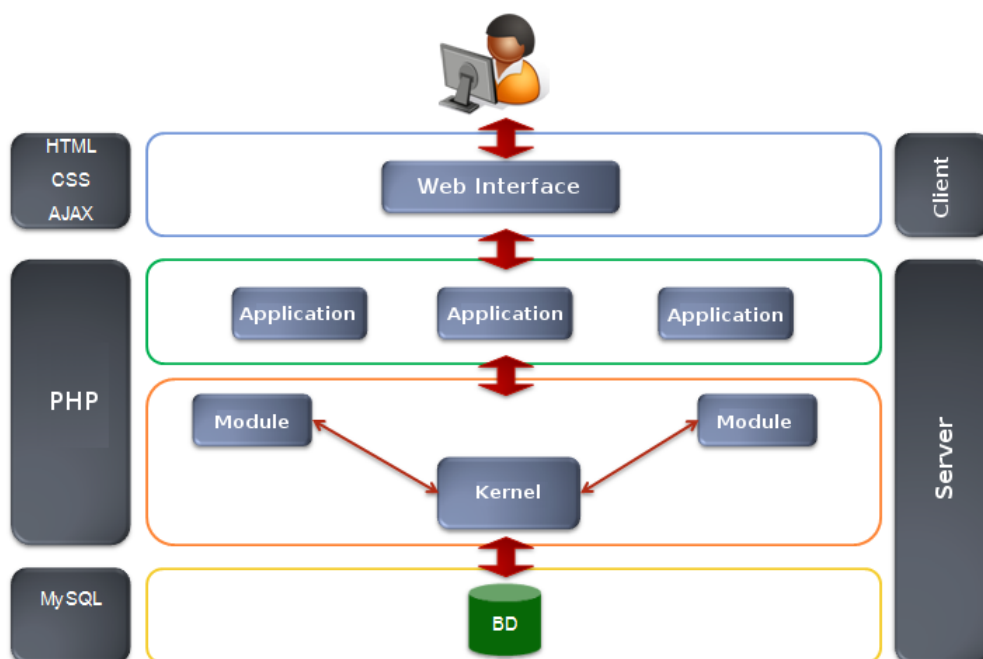 HTML
CSS
AJAX
Web Interface
Client
Application
Application
Application
PHP
Module
Module
Kernel
Server
MySQL
BD